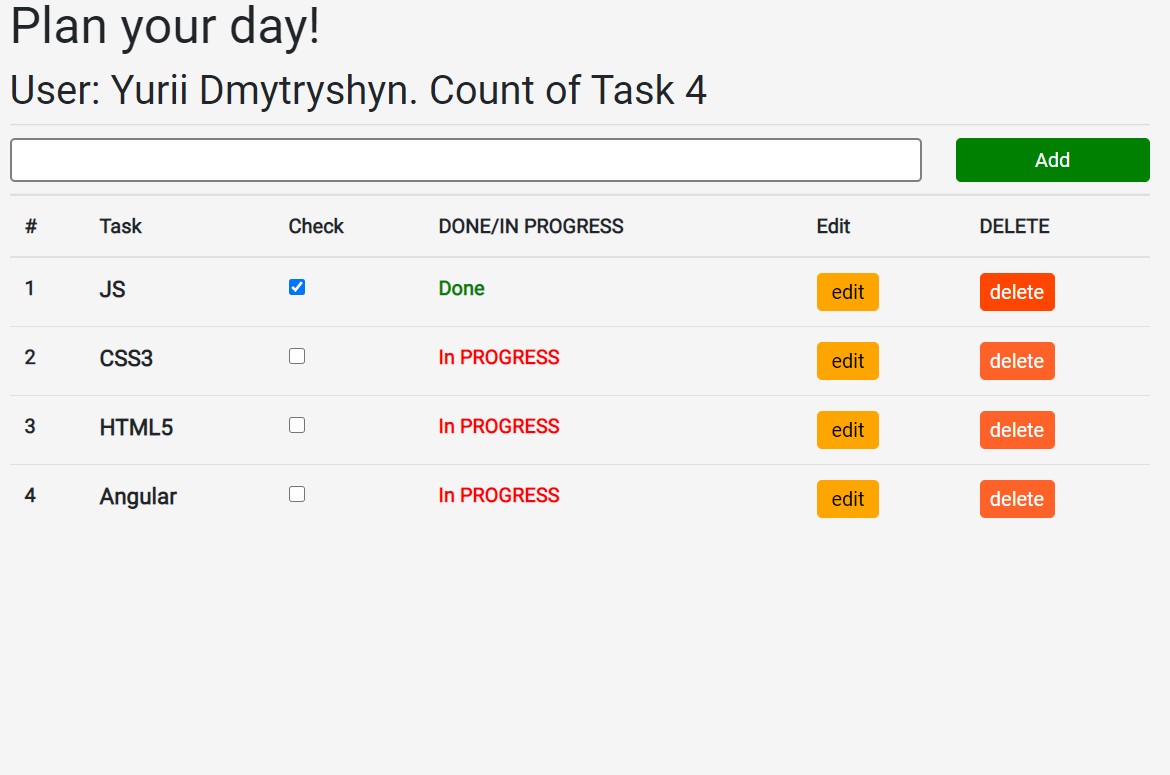 Plan your day!
User: Yurii Dmytryshyn. Count of Task 4
Add
# Task Check DONE/IN PROGRESS Edit DELETE
1 JS Done edit delete
2 CSS3 In PROGRESS edit delete
3 HTML5 In PROGRESS edit delete
4 Angular In PROGRESS edit delete